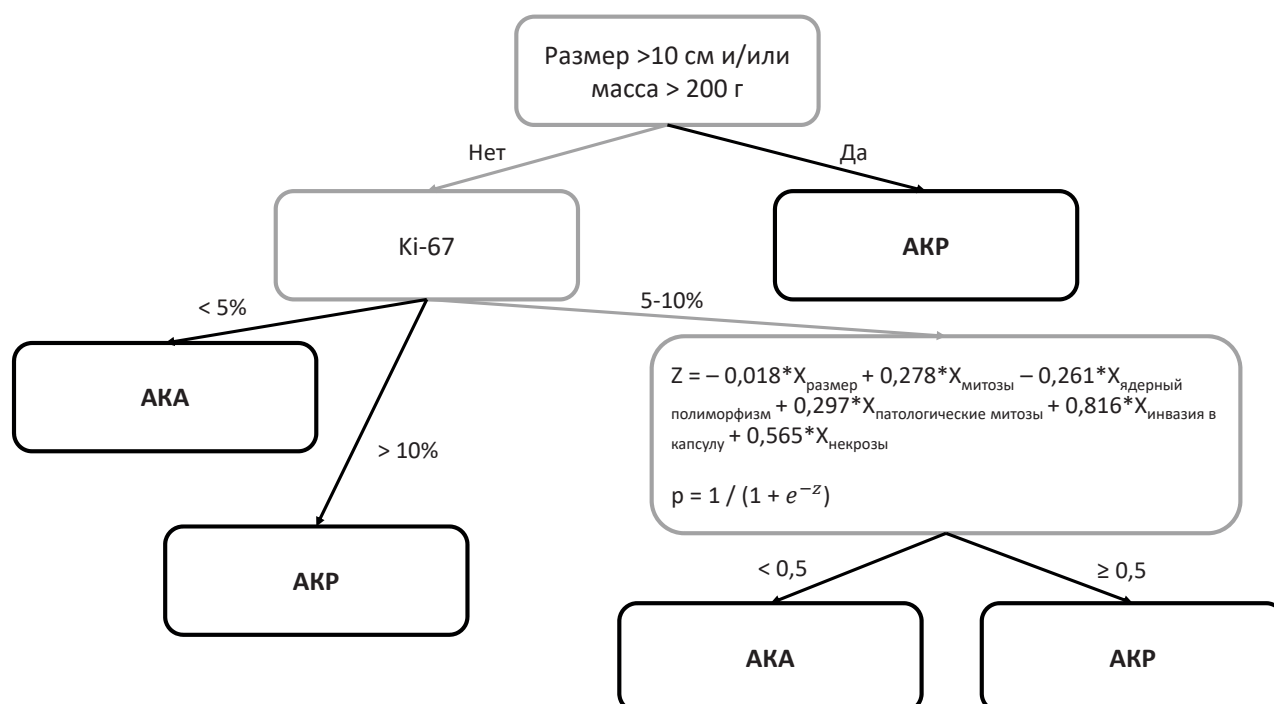 Размер >10 см и/или
масса > 200 г
Нет
Да
Ki-67
АКР
< 5%
5-10%
АКА
Z = – 0,018*Xразмер + 0,278*Xмитозы – 0,261*Xядерный
полиморфизм + 0,297*Xпатологические митозы + 0,816*Xинвазия в
капсулу + 0,565*Xнекрозы
> 10%
p = 1 / (1 + e^−z)
АКР
< 0,5
≥ 0,5
АКА
АКР